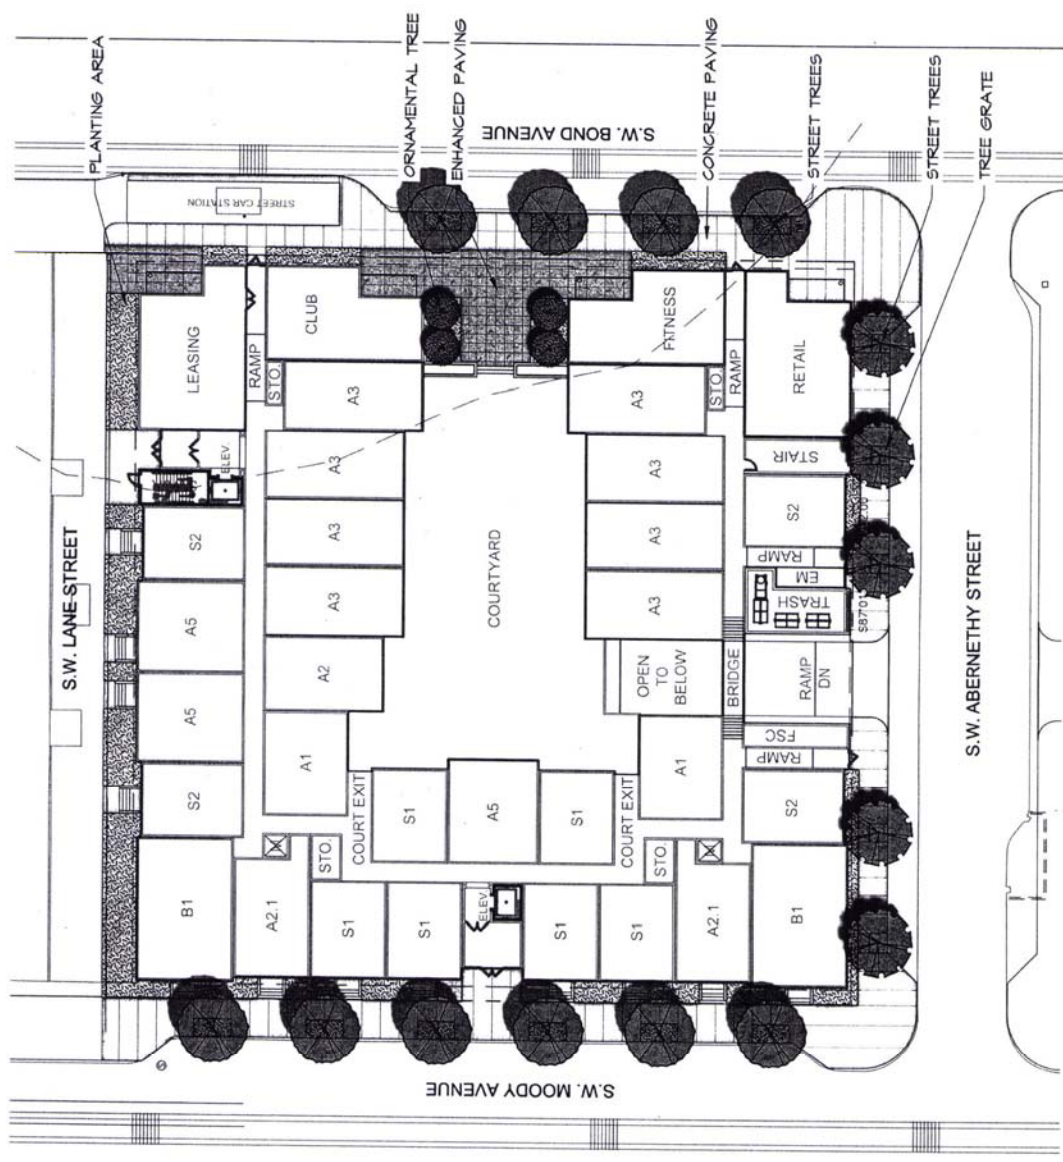 PLANTING AREA
ORNAMENTAL TREE
ENHANCED PAVING
CONCRETE PAVING
STREET TREES
STREET TREES
TREE GRATE
S.W. BOND AVENUE
STREET CAR STATION
LEASING
RAMP
CLUB
STO.
FITNESS
RAMP
STO.
RETAIL
A3
A3
ELEV.
STAIR
A3
A3
S.W. LANE STREET
S2
A3
A3
S2
RAMP
EM
TRASH
A5
A3
COURTYARD
A3
A5
A2
OPEN
TO
BELOW
BRIDGE
RAMP
DN
FSC
RAMP
S.W. ABERNETHY STREET
S2
A1
A1
S2
COURT EXIT
S1
A5
S1
COURT EXIT
STO.
STO.
M
M
B1
A2.1
S1
S1
ELEV.
S1
S1
A2.1
B1
S.W. MOODY AVENUE